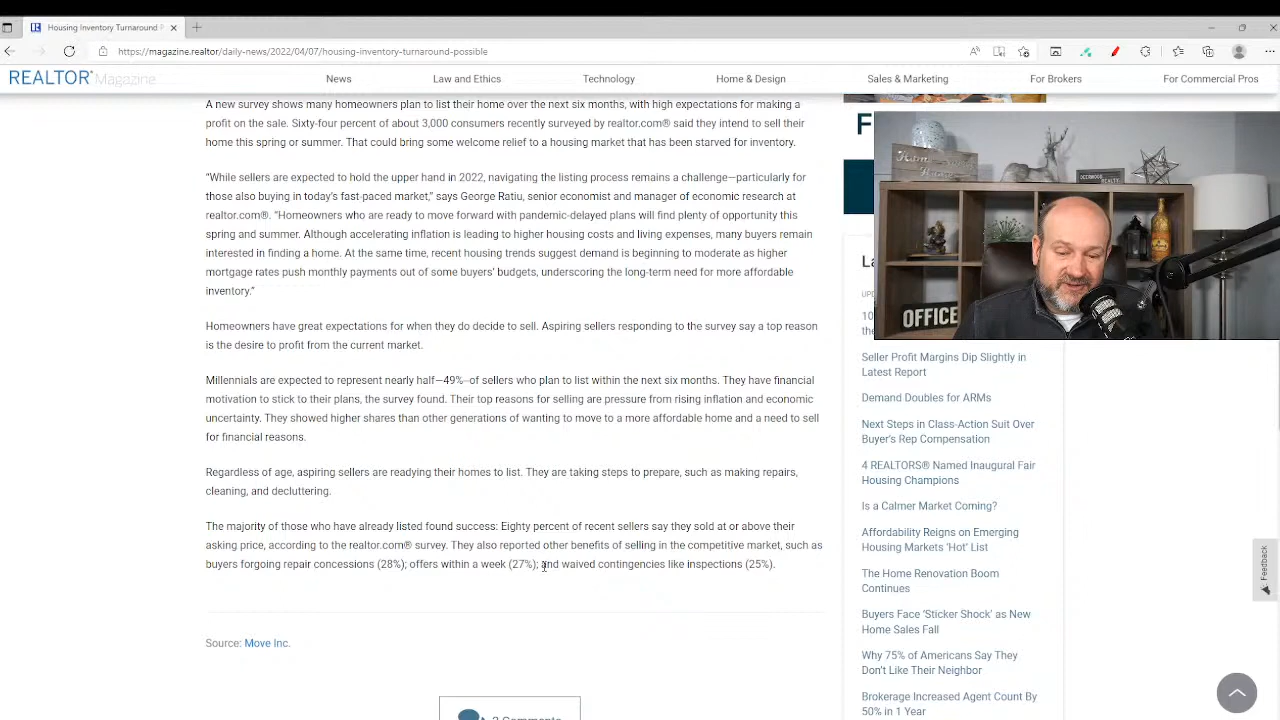 Housing Inventory Turnaround P
https://magazine.realtor/daily-news/2022/04/07/housing-inventory-turnaround-possible
REALTOR® Magazine
News
Law and Ethics
Technology
Home & Design
Sales & Marketing
For Brokers
For Commercial Pros
A new survey shows many homeowners plan to list their home over the next six months, with high expectations for making a
profit on the sale. Sixty-four percent of about 3,000 consumers recently surveyed by realtor.com® said they intend to sell their
home this spring or summer. That could bring some welcome relief to a housing market that has been starved for inventory.
“While sellers are expected to hold the upper hand in 2022, navigating the listing process remains a challenge—particularly for
those also buying in today’s fast-paced market,” says George Ratiu, senior economist and manager of economic research at
realtor.com®. “Homeowners who are ready to move forward with pandemic-delayed plans will find plenty of opportunity this
spring and summer. Although accelerating inflation is leading to higher housing costs and living expenses, many buyers remain
interested in finding a home. At the same time, recent housing trends suggest demand is beginning to moderate as higher
mortgage rates push monthly payments out of some buyers’ budgets, underscoring the long-term need for more affordable
inventory.”
Homeowners have great expectations for when they do decide to sell. Aspiring sellers responding to the survey say a top reason
is the desire to profit from the current market.
Millennials are expected to represent nearly half—49%—of sellers who plan to list within the next six months. They have financial
motivation to stick to their plans, the survey found. Their top reasons for selling are pressure from rising inflation and economic
uncertainty. They showed higher shares than other generations of wanting to move to a more affordable home and a need to sell
for financial reasons.
Regardless of age, aspiring sellers are readying their homes to list. They are taking steps to prepare, such as making repairs,
cleaning, and decluttering.
The majority of those who have already listed found success: Eighty percent of recent sellers say they sold at or above their
asking price, according to the realtor.com® survey. They also reported other benefits of selling in the competitive market, such as
buyers forgoing repair concessions (28%); offers within a week (27%); and waived contingencies like inspections (25%).
Source: Move Inc.
2 Comments
F
La
UPD
10
the
Seller Profit Margins Dip Slightly in
Latest Report
Demand Doubles for ARMs
Next Steps in Class-Action Suit Over
Buyer’s Rep Compensation
4 REALTORS® Named Inaugural Fair
Housing Champions
Is a Calmer Market Coming?
Affordability Reigns on Emerging
Housing Markets ‘Hot’ List
The Home Renovation Boom
Continues
Buyers Face ‘Sticker Shock’ as New
Home Sales Fall
Why 75% of Americans Say They
Don’t Like Their Neighbor
Brokerage Increased Agent Count By
50% in 1 Year
Feedback
OFFICE